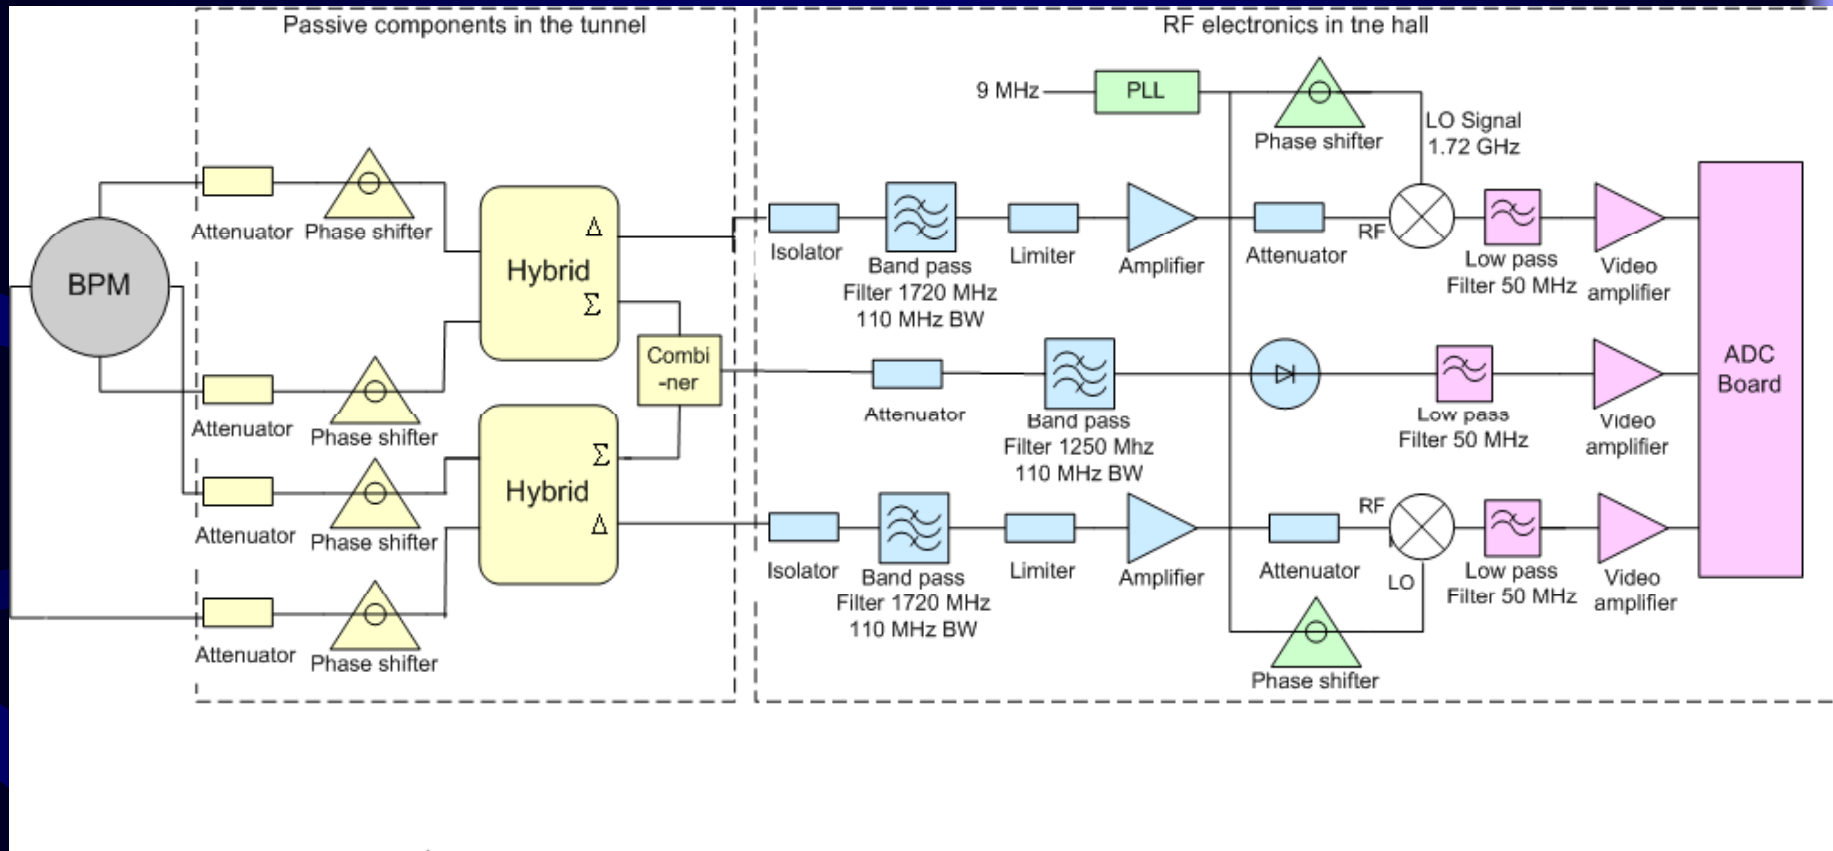 Passive components in the tunnel
RF electronics in tne hall
9 MHz
PLL
Phase shifter
LO Signal
1.72 GHz
BPM
Attenuator
Phase shifter
Attenuator
Phase shifter
Attenuator
Phase shifter
Attenuator
Phase shifter
Hybrid
Δ
Σ
Combi
-ner
Hybrid
Σ
Δ
Isolator
Band pass
Filter 1720 MHz
110 MHz BW
Limiter
Amplifier
Attenuator
RF
Low pass
Filter 50 MHz
Video
amplifier
Attenuator
Band pass
Filter 1250 Mhz
110 MHz BW
Low pass
Filter 50 MHz
Video
amplifier
ADC
Board
Isolator
Band pass
Filter 1720 MHz
110 MHz BW
Limiter
Amplifier
Attenuator
RF
LO
Low pass
Filter 50 MHz
Video
amplifier
Phase shifter